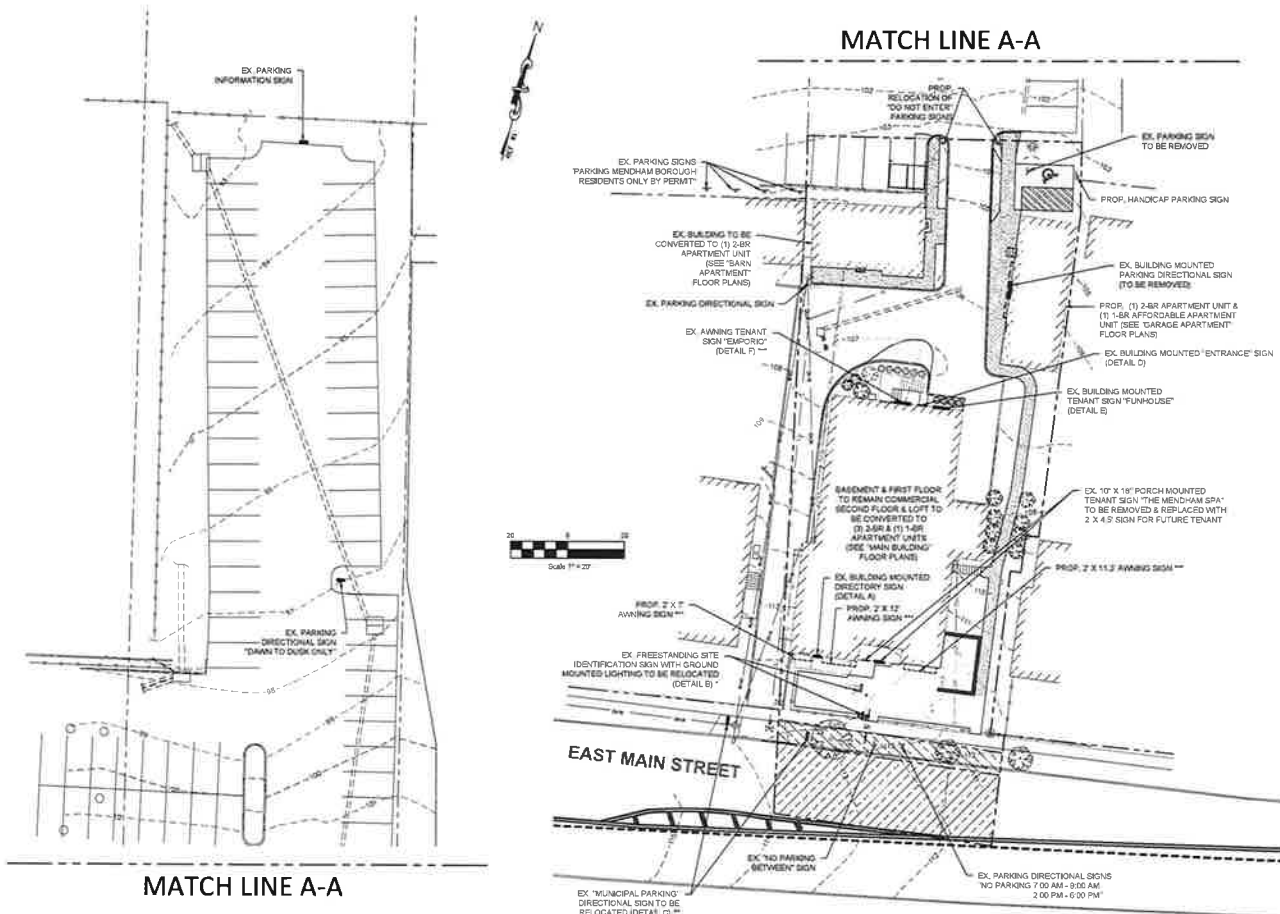 EX. PARKING
INFORMATION SIGN
N
EX. PARKING
DIRECTIONAL SIGN
"DAWN TO DUSK ONLY"
MATCH LINE A-A
MATCH LINE A-A
PROP.
RELOCATION OF
"DO NOT ENTER"
PARKING SIGNS
EX. PARKING SIGN
TO BE REMOVED
EX. PARKING SIGNS
"PARKING MENDHAM BOROUGH
RESIDENTS ONLY BY PERMIT"
PROP. HANDICAP PARKING SIGN
EX. BUILDING TO BE
CONVERTED TO (1) 2-BR
APARTMENT UNIT
(SEE "BARN
APARTMENT"
FLOOR PLANS)
EX. BUILDING MOUNTED
PARKING DIRECTIONAL SIGN
(TO BE REMOVED)
EX. PARKING DIRECTIONAL SIGN
PROP. (1) 2-BR APARTMENT UNIT &
(1) 1-BR AFFORDABLE APARTMENT
UNIT (SEE "GARAGE APARTMENT"
FLOOR PLANS)
EX. AWNING TENANT
SIGN "EMPORIO"
(DETAIL F) ***
EX. BUILDING MOUNTED "ENTRANCE" SIGN
(DETAIL D)
EX. BUILDING MOUNTED
TENANT SIGN "FUNHOUSE"
(DETAIL E)
BASEMENT & FIRST FLOOR
TO REMAIN COMMERCIAL
SECOND FLOOR & LOFT TO
BE CONVERTED TO
(3) 2-BR & (1) 1-BR
APARTMENT UNITS
(SEE "MAIN BUILDING"
FLOOR PLANS)
EX. 10" X 18" PORCH MOUNTED
TENANT SIGN "THE MENDHAM SPA"
TO BE REMOVED & REPLACED WITH
2' X 4.5' SIGN FOR FUTURE TENANT
20 0 20
Scale 1" = 20'
EX. BUILDING MOUNTED
DIRECTORY SIGN
(DETAIL A)
PROP. 2' X 11.3' AWNING SIGN ***
PROP. 2' X 7'
AWNING SIGN ***
PROP. 2' X 12'
AWNING SIGN ***
EX. FREESTANDING SITE
IDENTIFICATION SIGN WITH GROUND
MOUNTED LIGHTING TO BE RELOCATED
(DETAIL B) *
EAST MAIN STREET
EX. "NO PARKING
BETWEEN" SIGN
EX. PARKING DIRECTIONAL SIGNS
"NO PARKING 7:00 AM - 9:00 AM
2:00 PM - 6:00 PM"
EX. "MUNICIPAL PARKING"
DIRECTIONAL SIGN TO BE
RELOCATED (DETAIL C) **